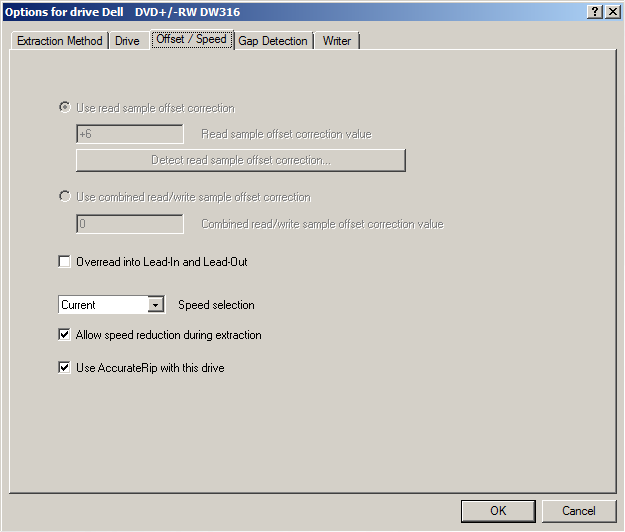 Options for drive Dell    DVD+/-RW DW316
Extraction Method Drive Offset / Speed Gap Detection Writer
Use read sample offset correction
+6 Read sample offset correction value
Detect read sample offset correction...
Use combined read/write sample offset correction
0 Combined read/write sample offset correction value
Overread into Lead-In and Lead-Out
Current Speed selection
Allow speed reduction during extraction
Use AccurateRip with this drive
OK Cancel